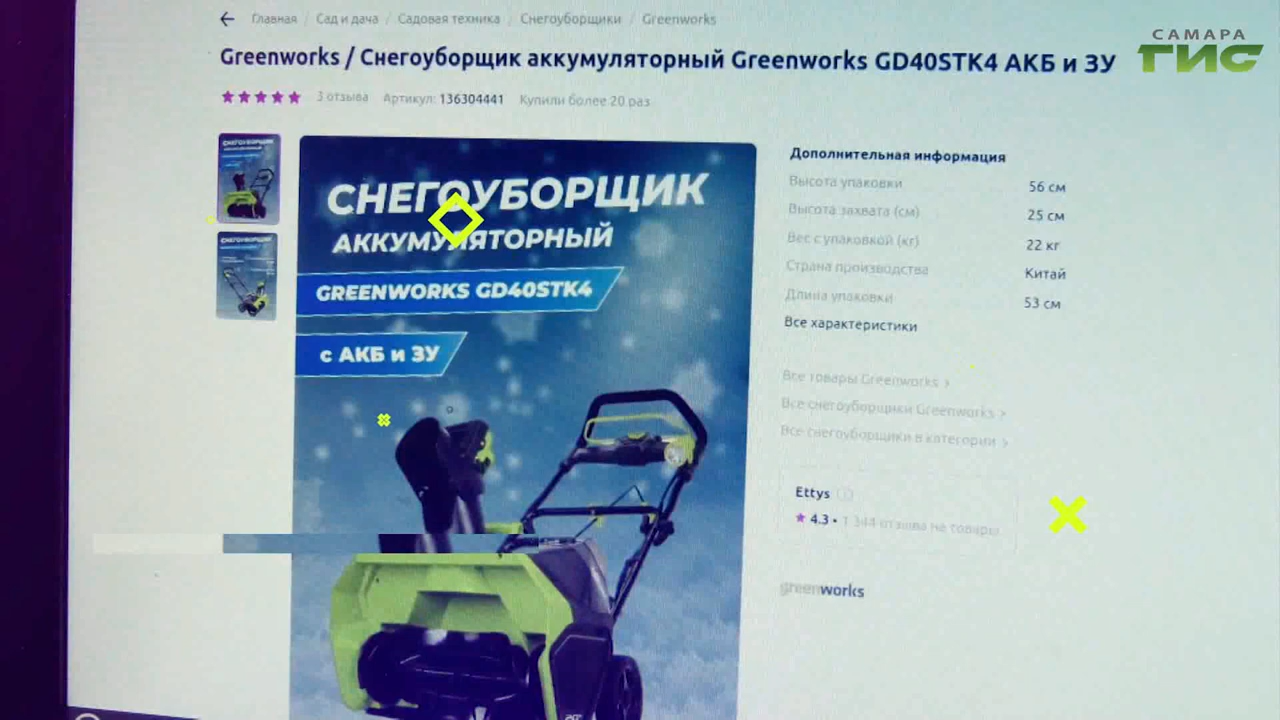 Главная / Сад и дача / Садовая техника / Снегоуборщики / Greenworks
САМАРА
ГИС
Greenworks / Снегоуборщик аккумуляторный Greenworks GD40STK4 АКБ и ЗУ
3 отзыва Артикул: 136304441 Купили более 20 раз
СНЕГОУБОРЩИК
АККУМУЛЯТОРНЫЙ
GREENWORKS GD40STK4
с АКБ и ЗУ
Дополнительная информация
Высота упаковки 56 см
Высота захвата (см) 25 см
Вес с упаковкой (кг) 22 кг
Страна производства Китай
Длина упаковки 53 см
Все характеристики
Все товары Greenworks >
Все снегоуборщики Greenworks >
Все снегоуборщики в категории >
Ettys
4.3 • 1 344 отзыва на товары
greenworks